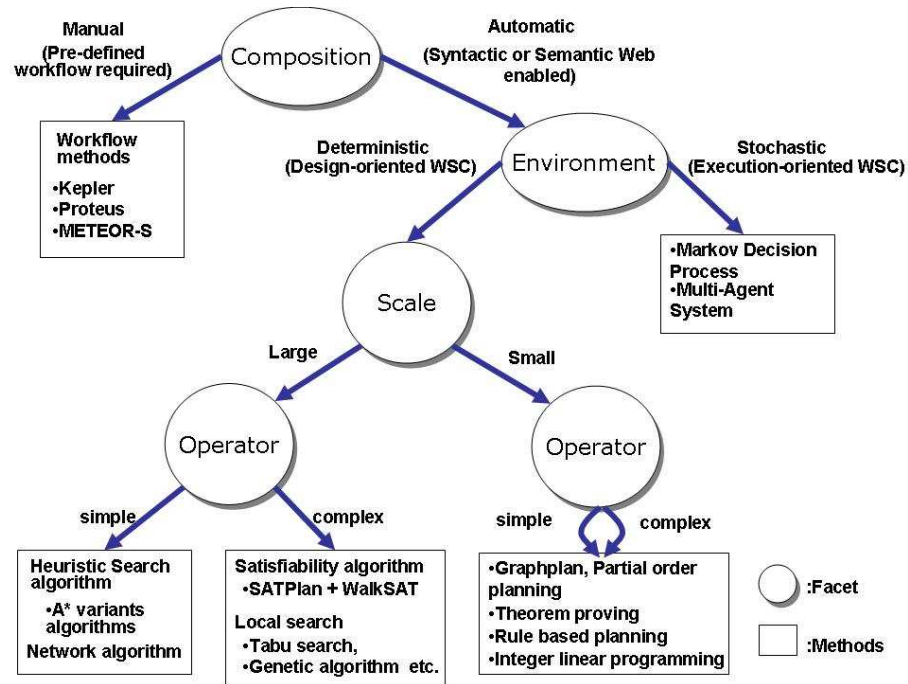 Manual
(Pre-defined
workflow required)
Composition
Automatic
(Syntactic or Semantic Web
enabled)
Workflow
methods
•Kepler
•Proteus
•METEOR-S
Deterministic
(Design-oriented WSC)
Environment
Stochastic
(Execution-oriented WSC)
•Markov Decision
Process
•Multi-Agent
System
Scale
Large
Small
Operator
Operator
simple
complex
simple
complex
Heuristic Search
algorithm
•A* variants
algorithms
Network algorithm
Satisfiability algorithm
•SATPlan + WalkSAT
Local search
•Tabu search,
•Genetic algorithm etc.
•Graphplan, Partial order
planning
•Theorem proving
•Rule based planning
•Integer linear programming
:Facet
:Methods